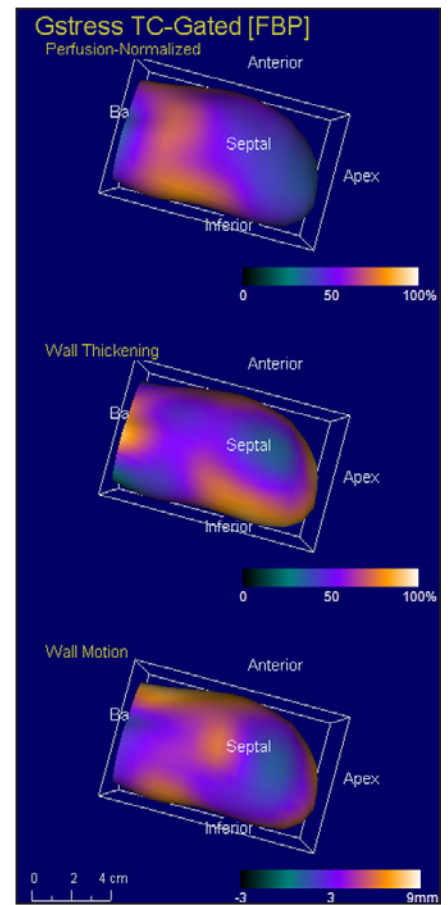 Gstress TC-Gated [FBP]
Perfusion-Normalized
Anterior
Ba
Septal
Apex
Inferior
0 50 100%
Wall Thickening
Anterior
Ba
Septal
Apex
Inferior
0 50 100%
Wall Motion
Anterior
Ba
Septal
Apex
Inferior
0 2 4 cm
-3 3 9mm